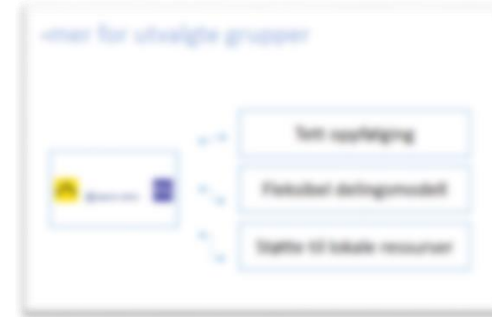 -mer for utvalgte grupper
Tett oppfølging
Fleksibel delingsmodell
Støtte til lokale ressurser